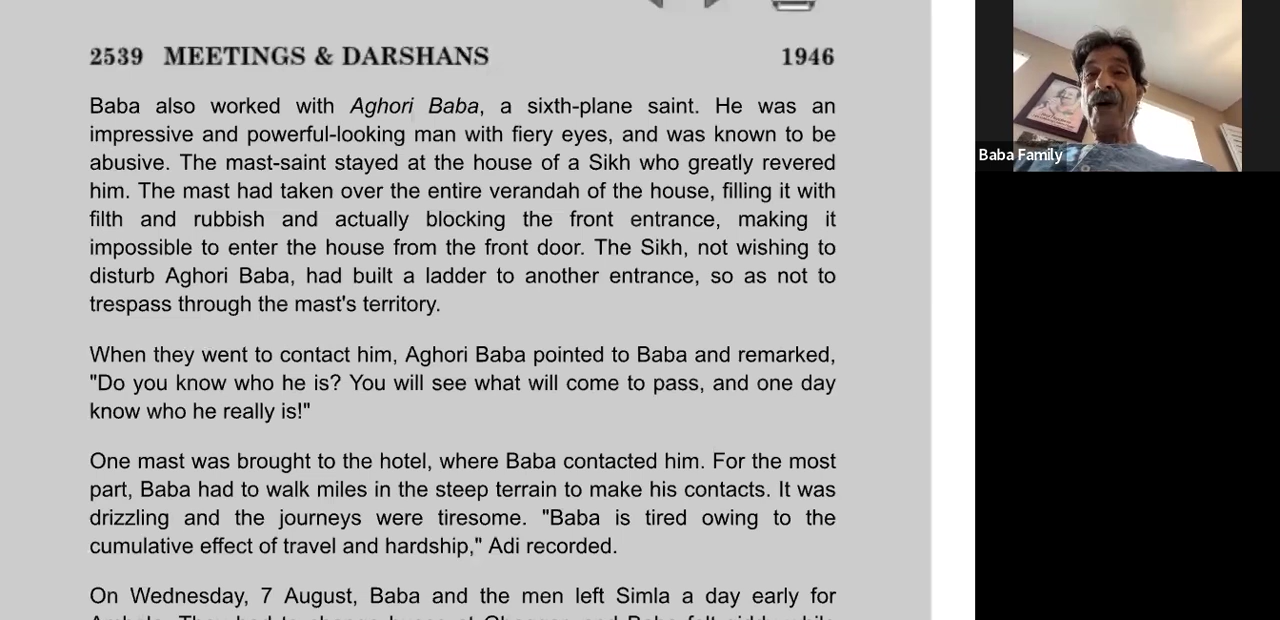 2539 MEETINGS & DARSHANS 1946
Baba also worked with Aghori Baba, a sixth-plane saint. He was an
impressive and powerful-looking man with fiery eyes, and was known to be
abusive. The mast-saint stayed at the house of a Sikh who greatly revered
him. The mast had taken over the entire verandah of the house, filling it with
filth and rubbish and actually blocking the front entrance, making it
impossible to enter the house from the front door. The Sikh, not wishing to
disturb Aghori Baba, had built a ladder to another entrance, so as not to
trespass through the mast's territory.
When they went to contact him, Aghori Baba pointed to Baba and remarked,
"Do you know who he is? You will see what will come to pass, and one day
know who he really is!"
One mast was brought to the hotel, where Baba contacted him. For the most
part, Baba had to walk miles in the steep terrain to make his contacts. It was
drizzling and the journeys were tiresome. "Baba is tired owing to the
cumulative effect of travel and hardship," Adi recorded.
On Wednesday, 7 August, Baba and the men left Simla a day early for
Baba Family